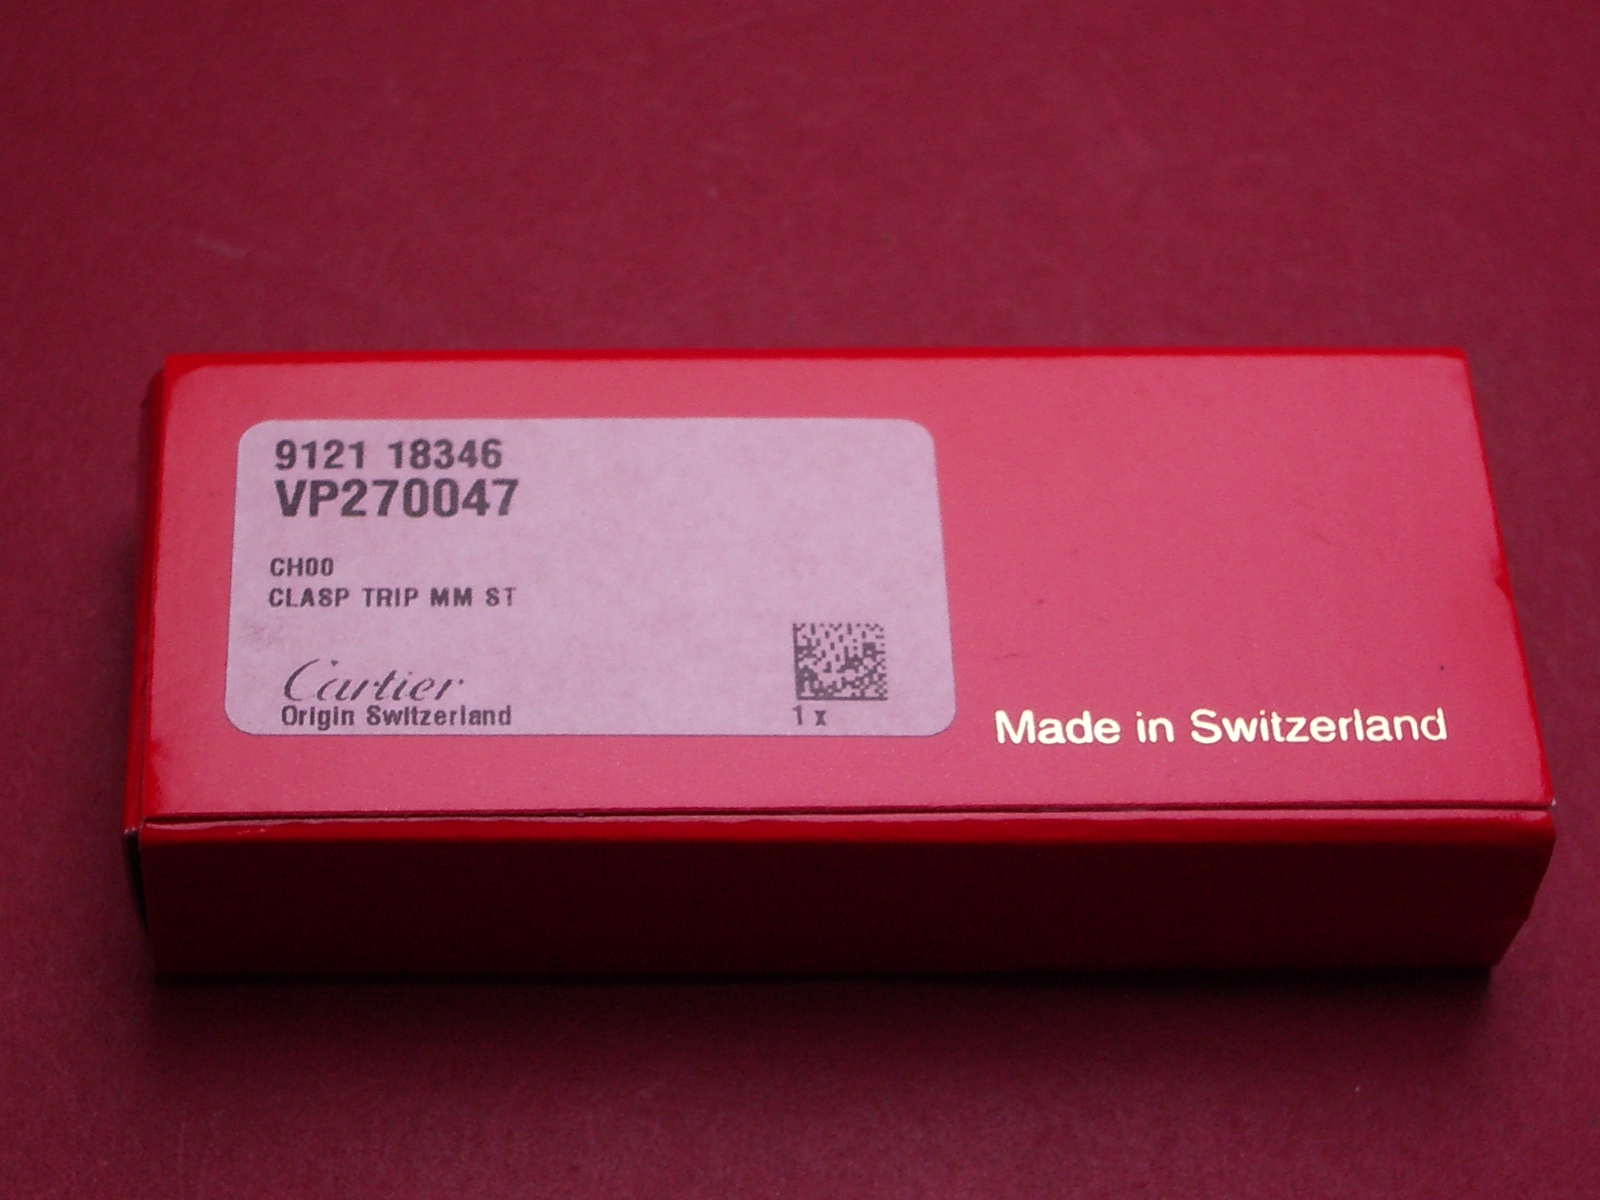 9121 18346
VP270047
CH00
CLASP TRIP MM ST
Cartier
Origin Switzerland
1 x
Made in Switzerland